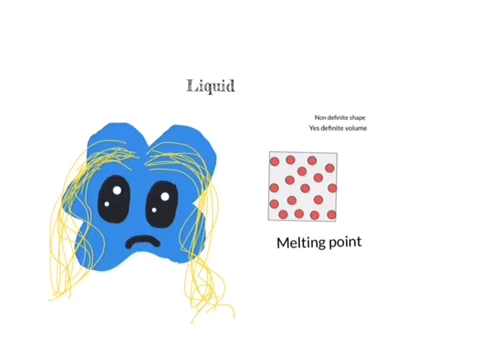 Liquid
Non definite shape
Yes definite volume
Melting point